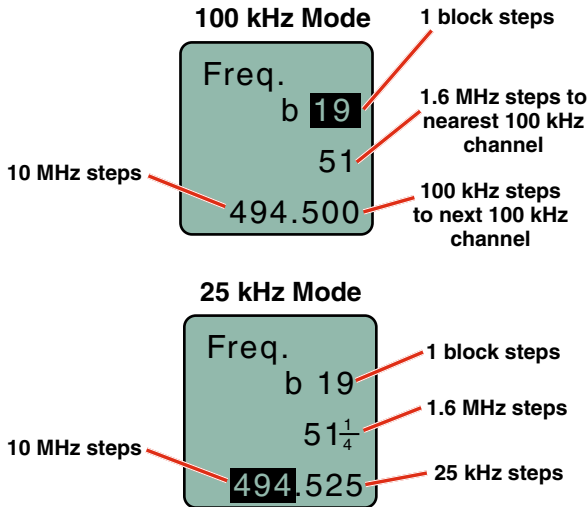 100 kHz Mode
1 block steps
Freq.
b 19
51
494.500
10 MHz steps
1.6 MHz steps to
nearest 100 kHz
channel
100 kHz steps
to next 100 kHz
channel
25 kHz Mode
Freq.
b 19
51 1/4
494.525
10 MHz steps
1 block steps
1.6 MHz steps
25 kHz steps